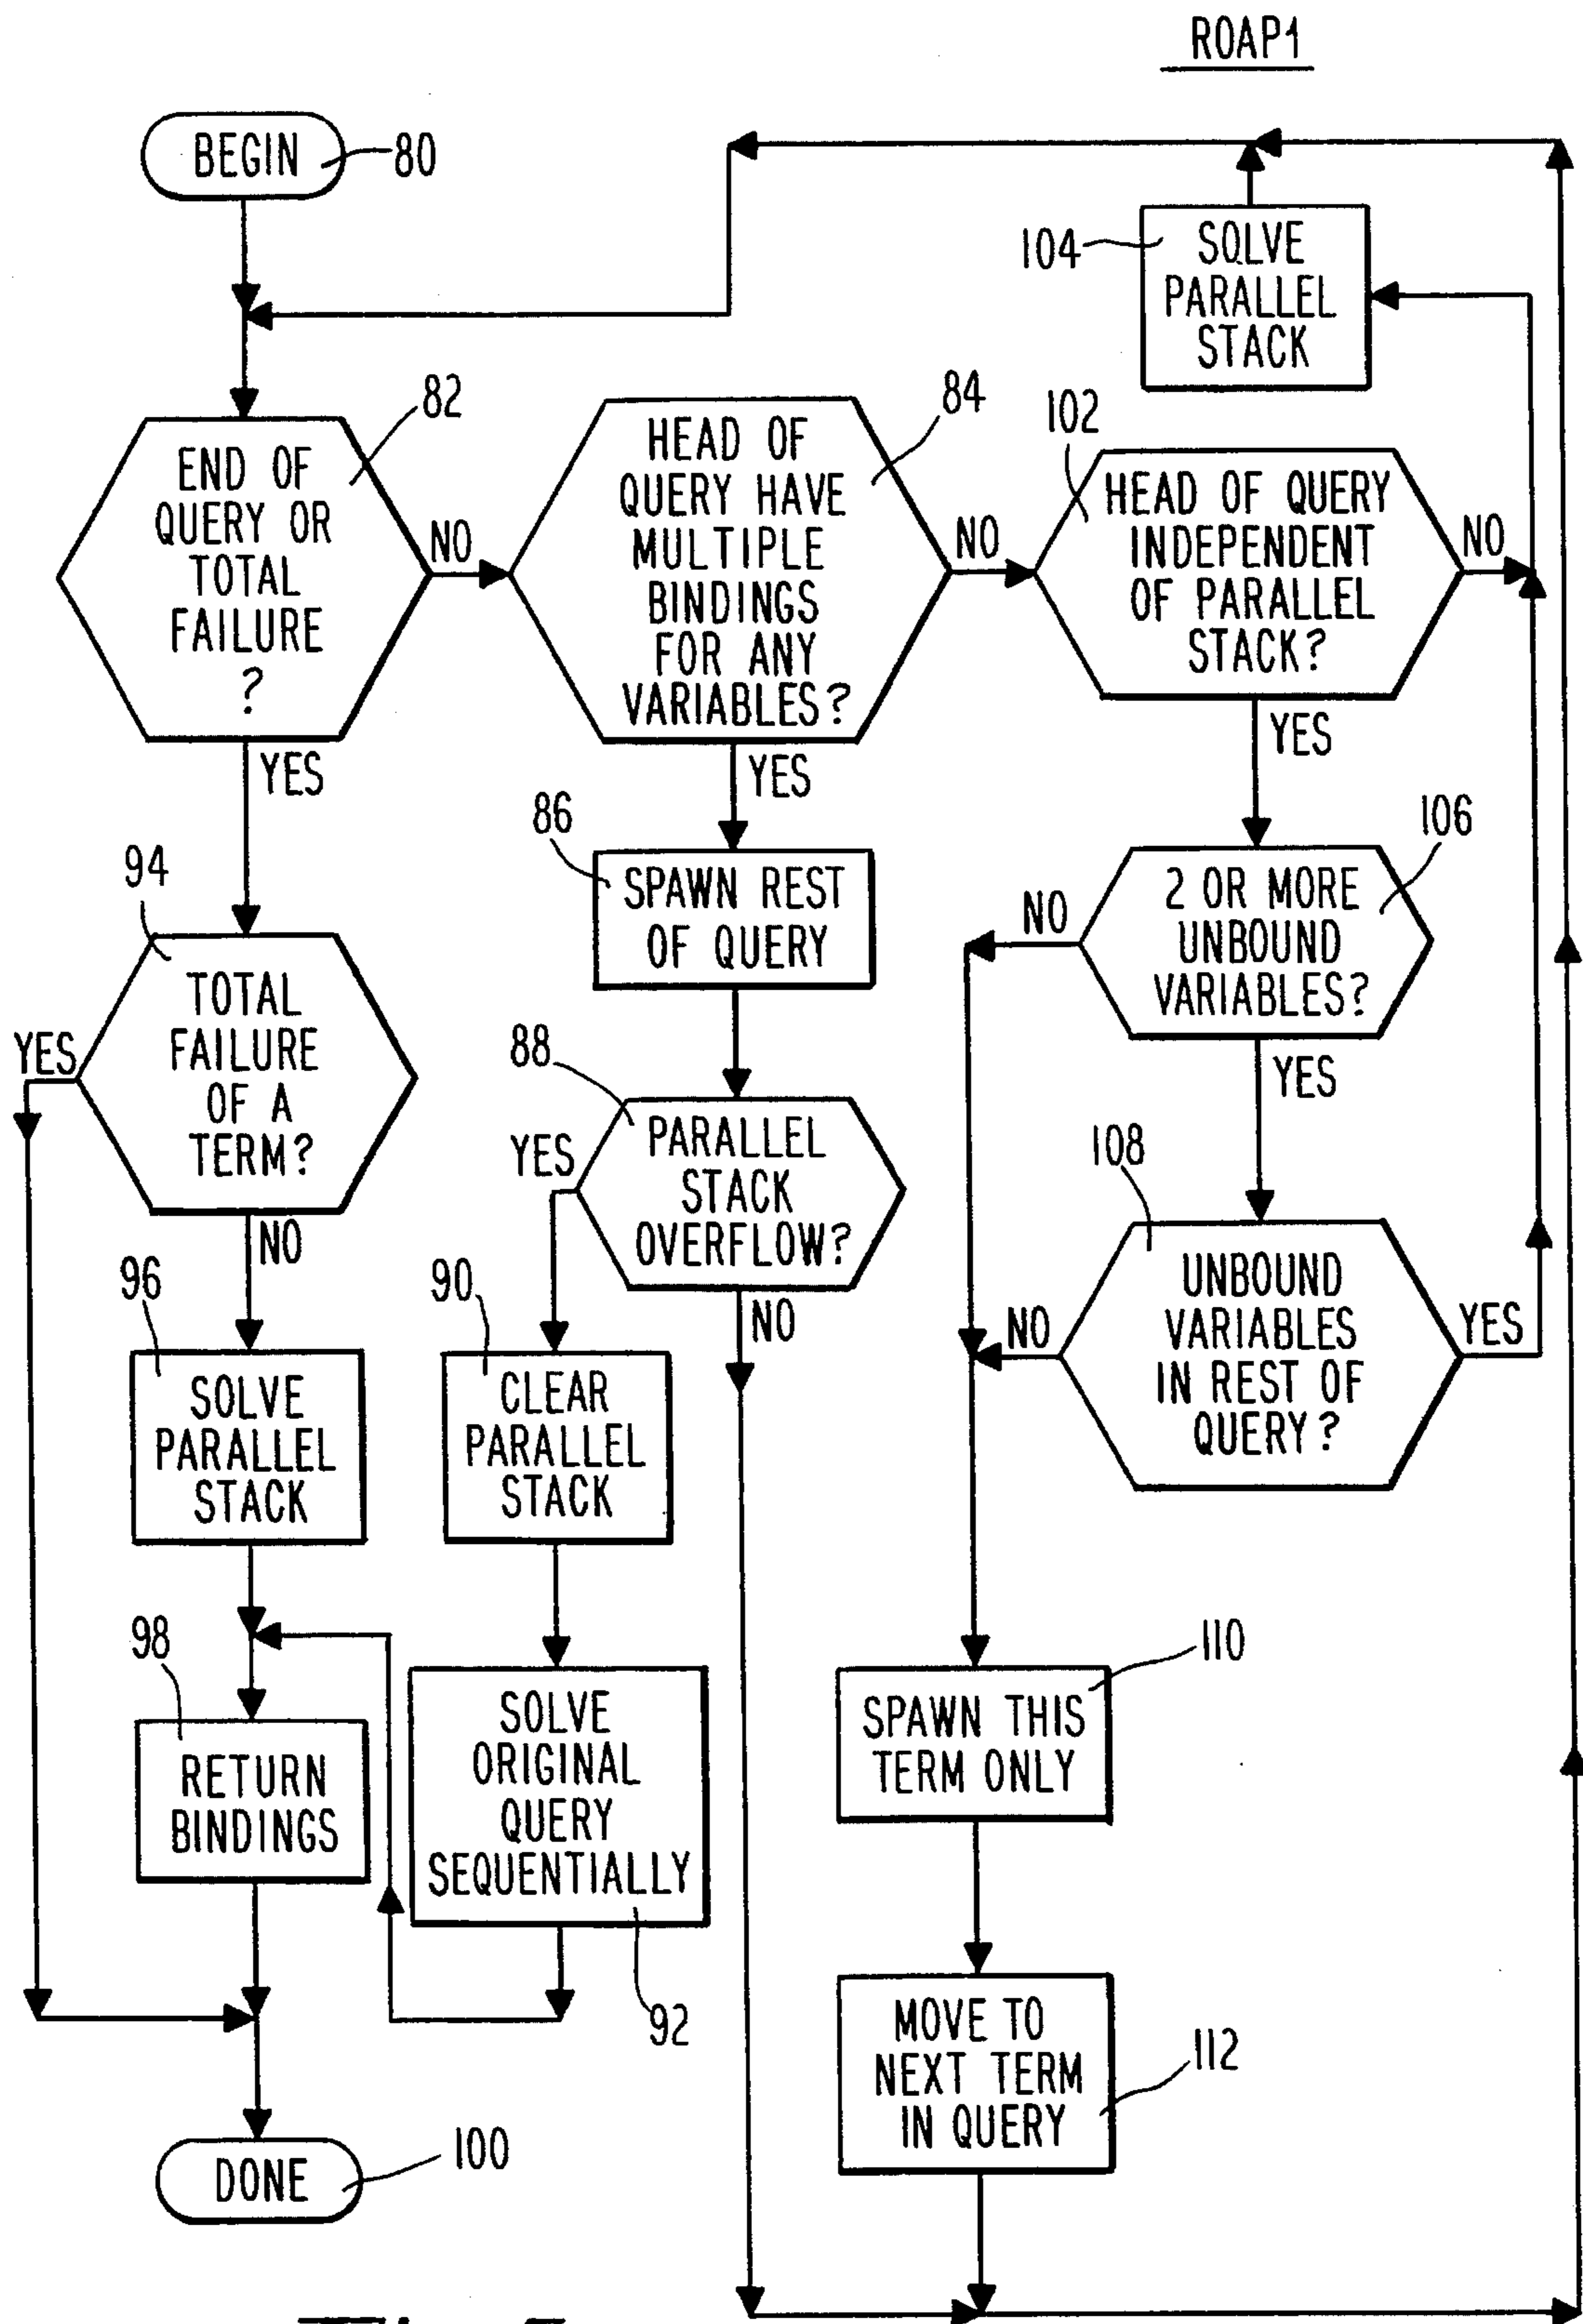 ROAP1
BEGIN
80
104
SOLVE
PARALLEL
STACK
82
END OF
QUERY OR
TOTAL
FAILURE
?
NO
YES
84
HEAD OF
QUERY HAVE
MULTIPLE
BINDINGS
FOR ANY
VARIABLES?
NO
YES
102
HEAD OF QUERY
INDEPENDENT
OF PARALLEL
STACK?
NO
YES
86
SPAWN REST
OF QUERY
106
2 OR MORE
UNBOUND
VARIABLES?
NO
YES
94
TOTAL
FAILURE
OF A
TERM?
YES
NO
88
PARALLEL
STACK
OVERFLOW?
YES
NO
108
UNBOUND
VARIABLES
IN REST OF
QUERY?
NO
YES
96
SOLVE
PARALLEL
STACK
90
CLEAR
PARALLEL
STACK
98
RETURN
BINDINGS
SOLVE
ORIGINAL
QUERY
SEQUENTIALLY
92
110
SPAWN THIS
TERM ONLY
MOVE TO
NEXT TERM
IN QUERY
112
DONE
100